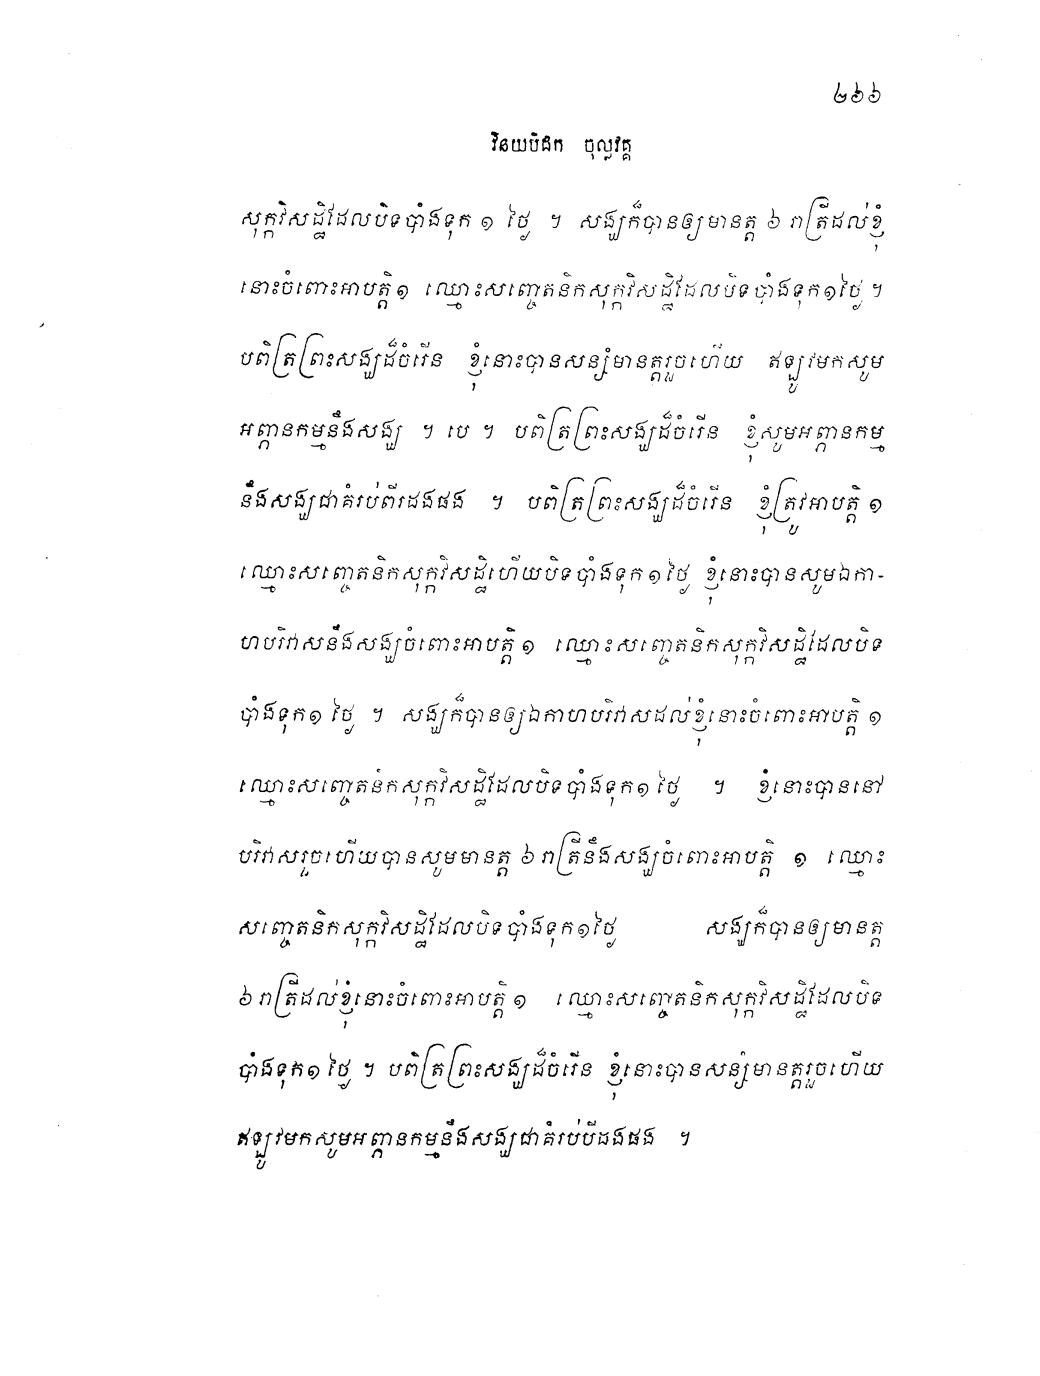 ២៦៦
វិនយបិដក ចុល្លវគ្គ
សុក្កវិសដ្ឋិដែលបិទបាំងទុក ១ ថ្ងៃ ។ សង្ឃក៏បានឲ្យមានត្ត ៦ រាត្រីដល់ខ្ញុំ
នោះចំពោះអាបត្តិ១ ឈ្មោះសញ្ចេតនិកសុក្កវិសដ្ឋិដែលបិទបាំងទុក១ថ្ងៃ ។
បពិត្រព្រះសង្ឃដ៏ចំរើន ខ្ញុំនោះបានសន្សំមានត្តរួចហើយ ឥឡូវមកសូម
អព្ភានកម្មនឹងសង្ឃ ។ បេ ។ បពិត្រព្រះសង្ឃដ៏ចំរើន ខ្ញុំសូមអព្ភានកម្ម
នឹងសង្ឃជាគំរប់ពីរដងផង ។ បពិត្រព្រះសង្ឃដ៏ចំរើន ខ្ញុំត្រូវអាបត្តិ ១
ឈ្មោះសញ្ចេតនិកសុក្កវិសដ្ឋិហើយបិទបាំងទុក ១ ថ្ងៃ ខ្ញុំនោះបានសូមឯកា-
ហបរិវាសនឹងសង្ឃចំពោះអាបត្តិ ១ ឈ្មោះសញ្ចេតនិកសុក្កវិសដ្ឋិដែលបិទ
បាំងទុក១ ថ្ងៃ ។ សង្ឃក៏បានឲ្យឯកាហបរិវាសដល់ខ្ញុំនោះចំពោះអាបត្តិ ១
ឈ្មោះសញ្ចេតនិកសុក្កវិសដ្ឋិដែលបិទបាំងទុក១ ថ្ងៃ ។ ខ្ញុំនោះបាននៅ
បរិវាសរួចហើយបានសូមមានត្ត ៦ រាត្រីនឹងសង្ឃចំពោះអាបត្តិ ១ ឈ្មោះ
សញ្ចេតនិកសុក្កវិសដ្ឋិដែលបិទបាំងទុក១ថ្ងៃ សង្ឃក៏បានឲ្យមានត្ត
៦ រាត្រីដល់ខ្ញុំនោះចំពោះអាបត្តិ ១ ឈ្មោះសញ្ចេតនិកសុក្កវិសដ្ឋិដែលបិទ
បាំងទុក១ ថ្ងៃ ។ បពិត្រព្រះសង្ឃដ៏ចំរើន ខ្ញុំនោះបានសន្សំមានត្តរួចហើយ
ឥឡូវមកសូមអព្ភានកម្មនឹងសង្ឃជាគំរប់បីដងផង ។